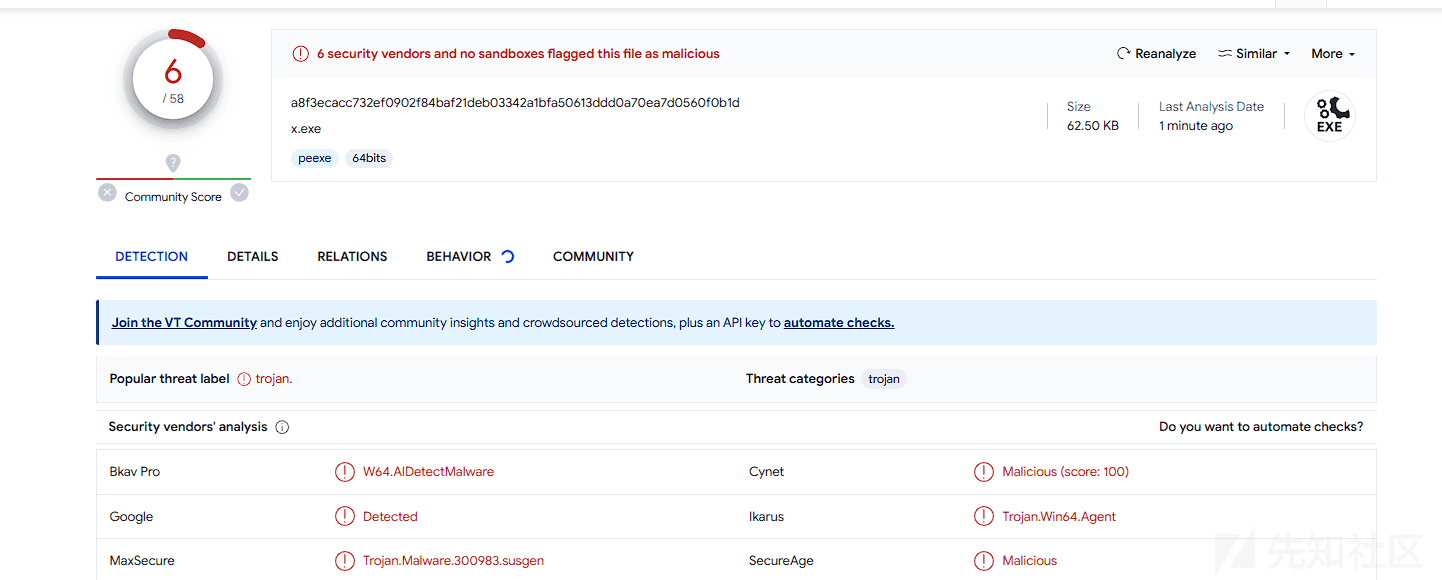 6
/ 58
Community Score
6 security vendors and no sandboxes flagged this file as malicious
Reanalyze Similar More
a8f3ecacc732ef0902f84baf21deb03342a1bfa50613ddd0a70ea7d0560f0b1d
x.exe
peexe 64bits
Size
62.50 KB
Last Analysis Date
1 minute ago
EXE
DETECTION DETAILS RELATIONS BEHAVIOR COMMUNITY
Join the VT Community and enjoy additional community insights and crowdsourced detections, plus an API key to automate checks.
Popular threat label trojan. Threat categories trojan
Security vendors' analysis Do you want to automate checks?
Bkav Pro W64.AIDetectMalware Cynet Malicious (score: 100)
Google Detected Ikarus Trojan.Win64.Agent
MaxSecure Trojan.Malware.300983.susgen SecureAge Malicious
先知社区